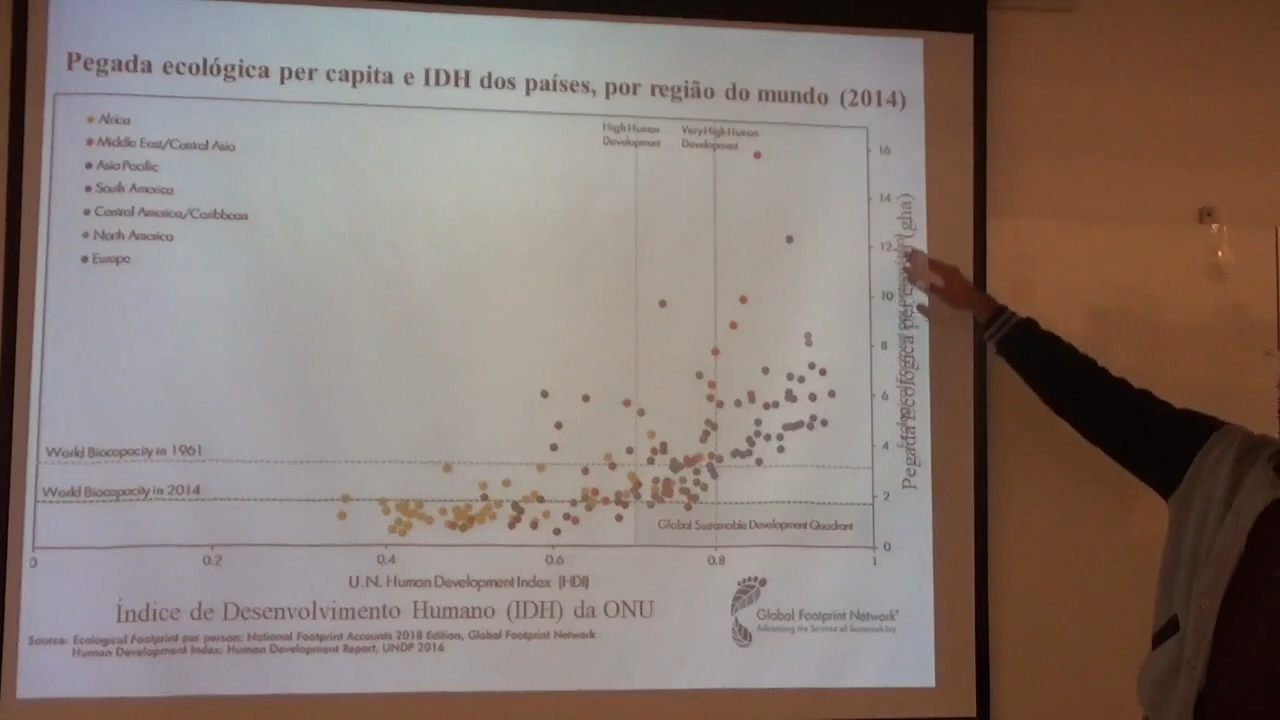 Pegada ecológica per capita e IDH dos países, por região do mundo (2014)
Africa
Middle East/Central Asia
Asia Pacific
South America
Central America/Caribbean
North America
Europe
High Human
Development
Very High Human
Development
16
14
12
10
8
6
4
2
0
Pegada Ecológica per (gha)
World Biocapacity in 1961
World Biocapacity in 2014
Global Sustainable Development Quadrant
0 0.2 0.4 0.6 0.8 1
U.N. Human Development Index (HDI)
Índice de Desenvolvimento Humano (IDH) da ONU
Global Footprint Network®
Advancing the Science of Sustainability
Source: Ecological Footprint per person: National Footprint Accounts 2018 Edition, Global Footprint Network
Human Development Index: Human Development Report, UNDP 2016